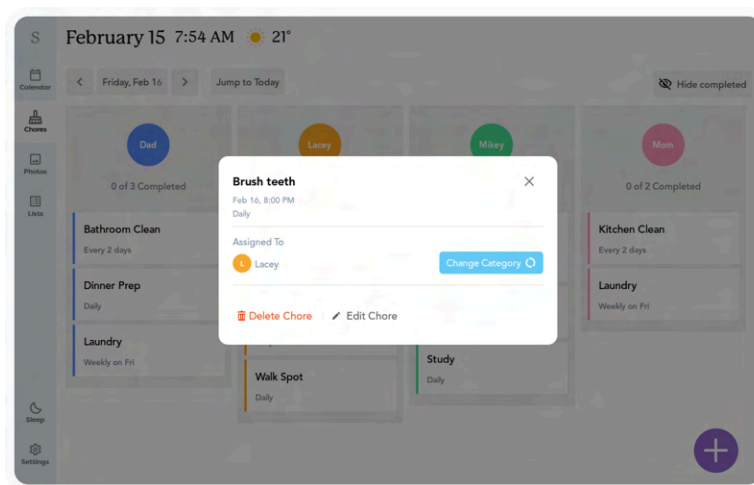 S
February 15 7:54 AM 21°
Calendar
Chores
Photos
Lists
Sleep
Settings
< Friday, Feb 16 > Jump to Today
Hide completed
Dad
0 of 3 Completed
Bathroom Clean
Every 2 days
Dinner Prep
Daily
Laundry
Weekly on Fri
Lacey
Walk Spot
Daily
Mikey
Study
Daily
Mom
0 of 2 Completed
Kitchen Clean
Every 2 days
Laundry
Weekly on Fri
Brush teeth
Feb 16, 8:00 PM
Daily
Assigned To
L Lacey
Change Category
Delete Chore
Edit Chore